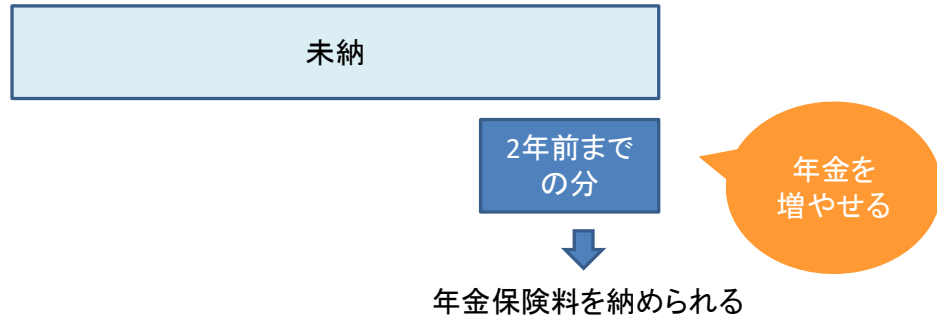 未納
2年前まで
の分
年金を
増やせる
年金保険料を納められる